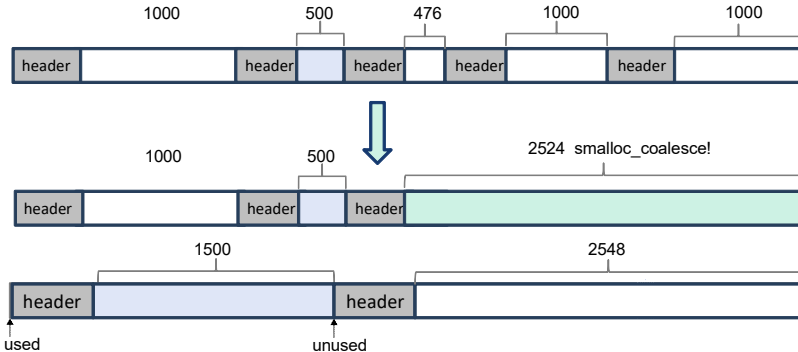 1000 500 476 1000 1000
header header header header header
1000 500 2524 smalloc_coalesce!
header header header
1500 2548
header header
used unused